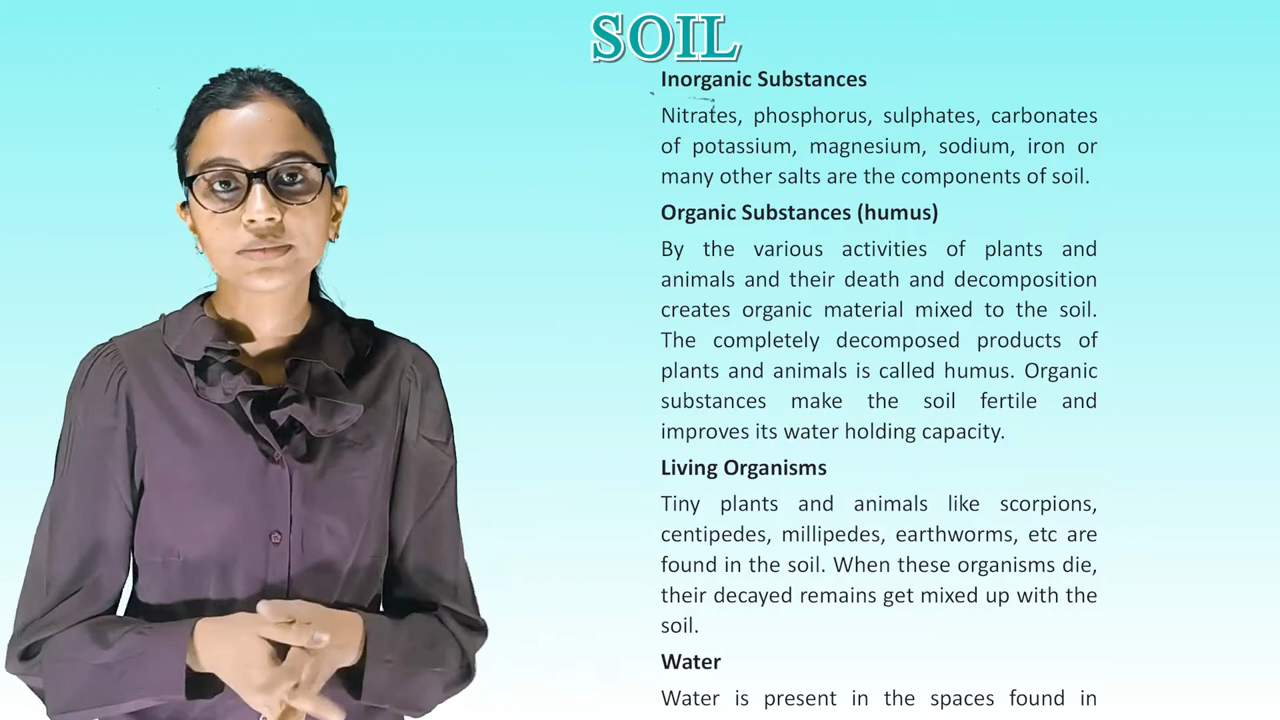 SOIL
Inorganic Substances
Nitrates, phosphorus, sulphates, carbonates
of potassium, magnesium, sodium, iron or
many other salts are the components of soil.
Organic Substances (humus)
By the various activities of plants and
animals and their death and decomposition
creates organic material mixed to the soil.
The completely decomposed products of
plants and animals is called humus. Organic
substances make the soil fertile and
improves its water holding capacity.
Living Organisms
Tiny plants and animals like scorpions,
centipedes, millipedes, earthworms, etc are
found in the soil. When these organisms die,
their decayed remains get mixed up with the
soil.
Water
Water is present in the spaces found in